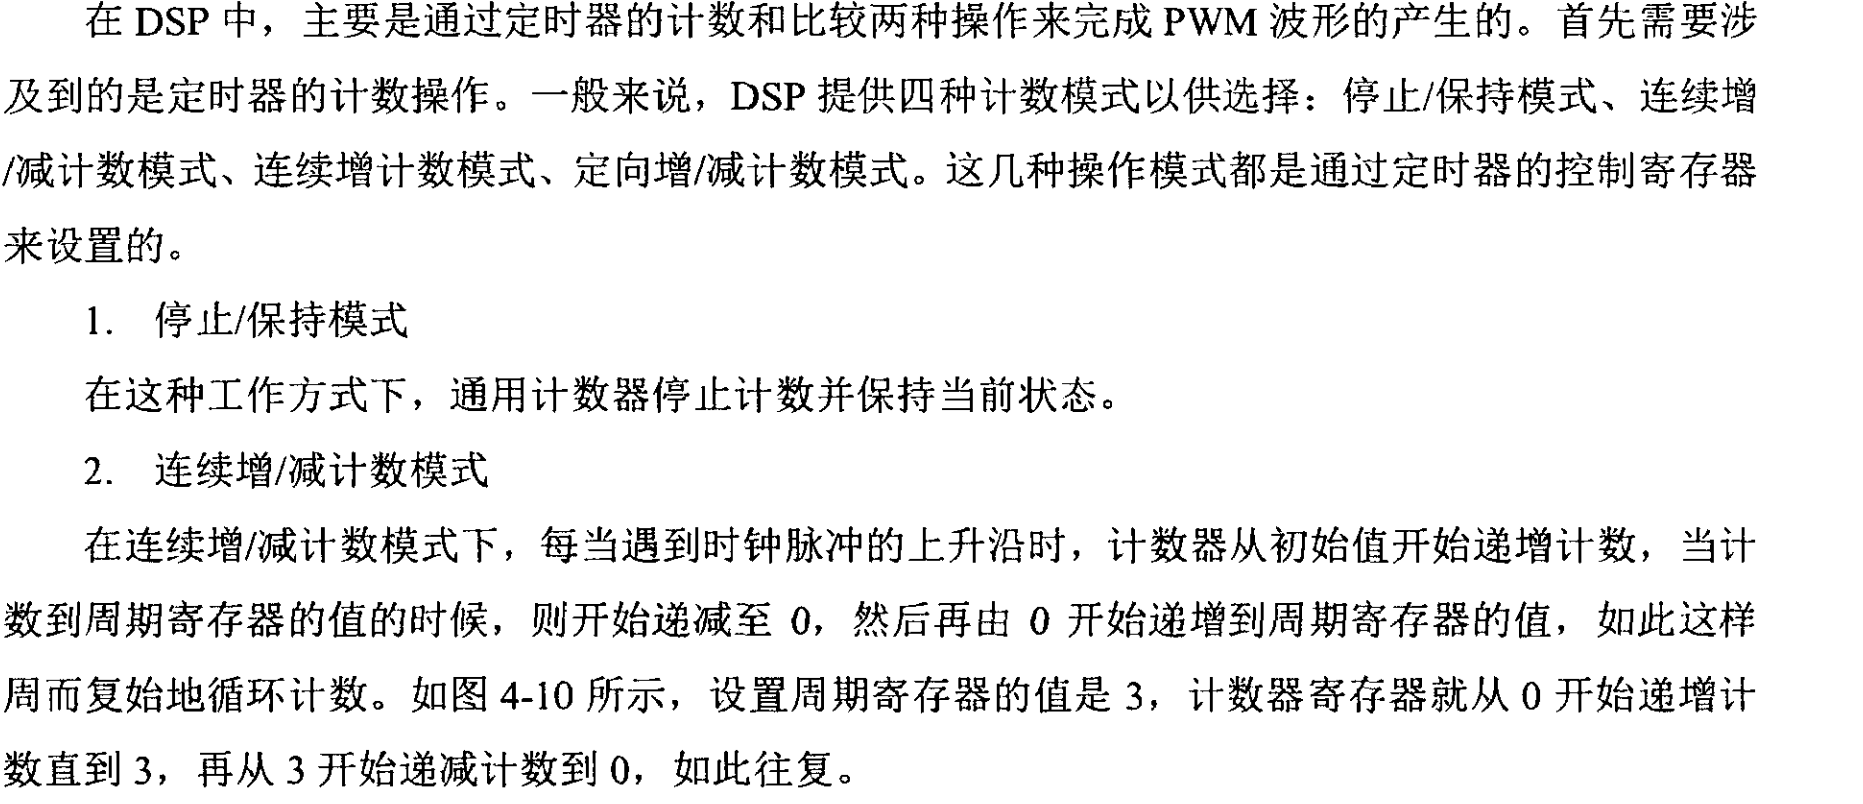 在 DSP 中，主要是通过定时器的计数和比较两种操作来完成 PWM 波形的产生的。首先需要涉
及到的是定时器的计数操作。一般来说，DSP 提供四种计数模式以供选择：停止/保持模式、连续增
/减计数模式、连续增计数模式、定向增/减计数模式。这几种操作模式都是通过定时器的控制寄存器
来设置的。
1. 停止/保持模式
在这种工作方式下，通用计数器停止计数并保持当前状态。
2. 连续增/减计数模式
在连续增/减计数模式下，每当遇到时钟脉冲的上升沿时，计数器从初始值开始递增计数，当计
数到周期寄存器的值的时候，则开始递减至 0，然后再由 0 开始递增到周期寄存器的值，如此这样
周而复始地循环计数。如图 4-10 所示，设置周期寄存器的值是 3，计数器寄存器就从 0 开始递增计
数直到 3，再从 3 开始递减计数到 0，如此往复。